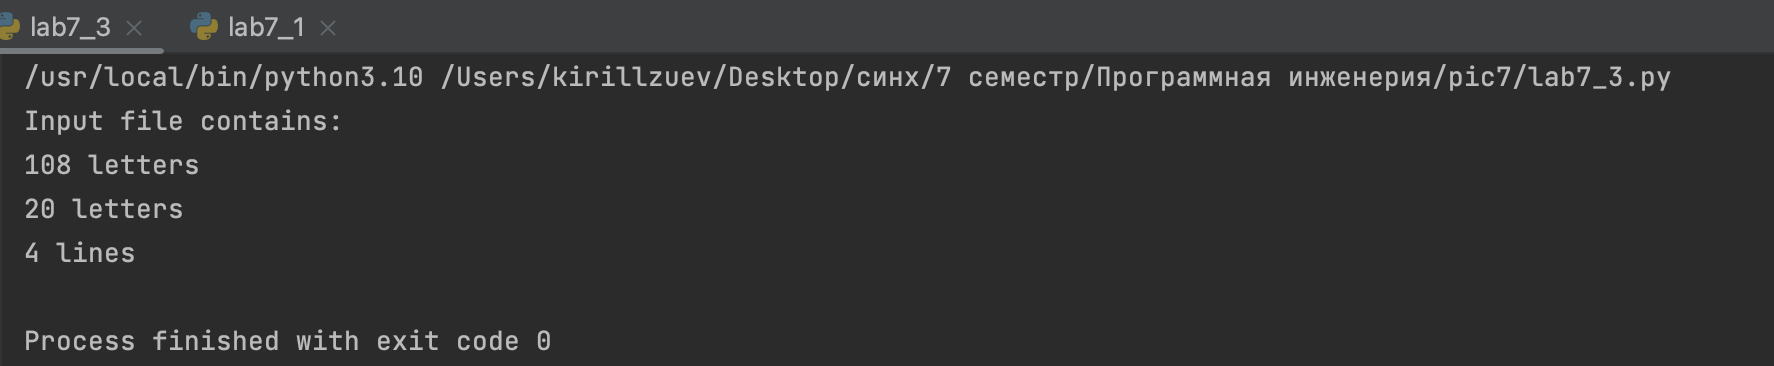 lab7_3 lab7_1
/usr/local/bin/python3.10 /Users/kirillzuev/Desktop/синх/7 семестр/Программная инженерия/pic7/lab7_3.py
Input file contains:
108 letters
20 letters
4 lines
Process finished with exit code 0